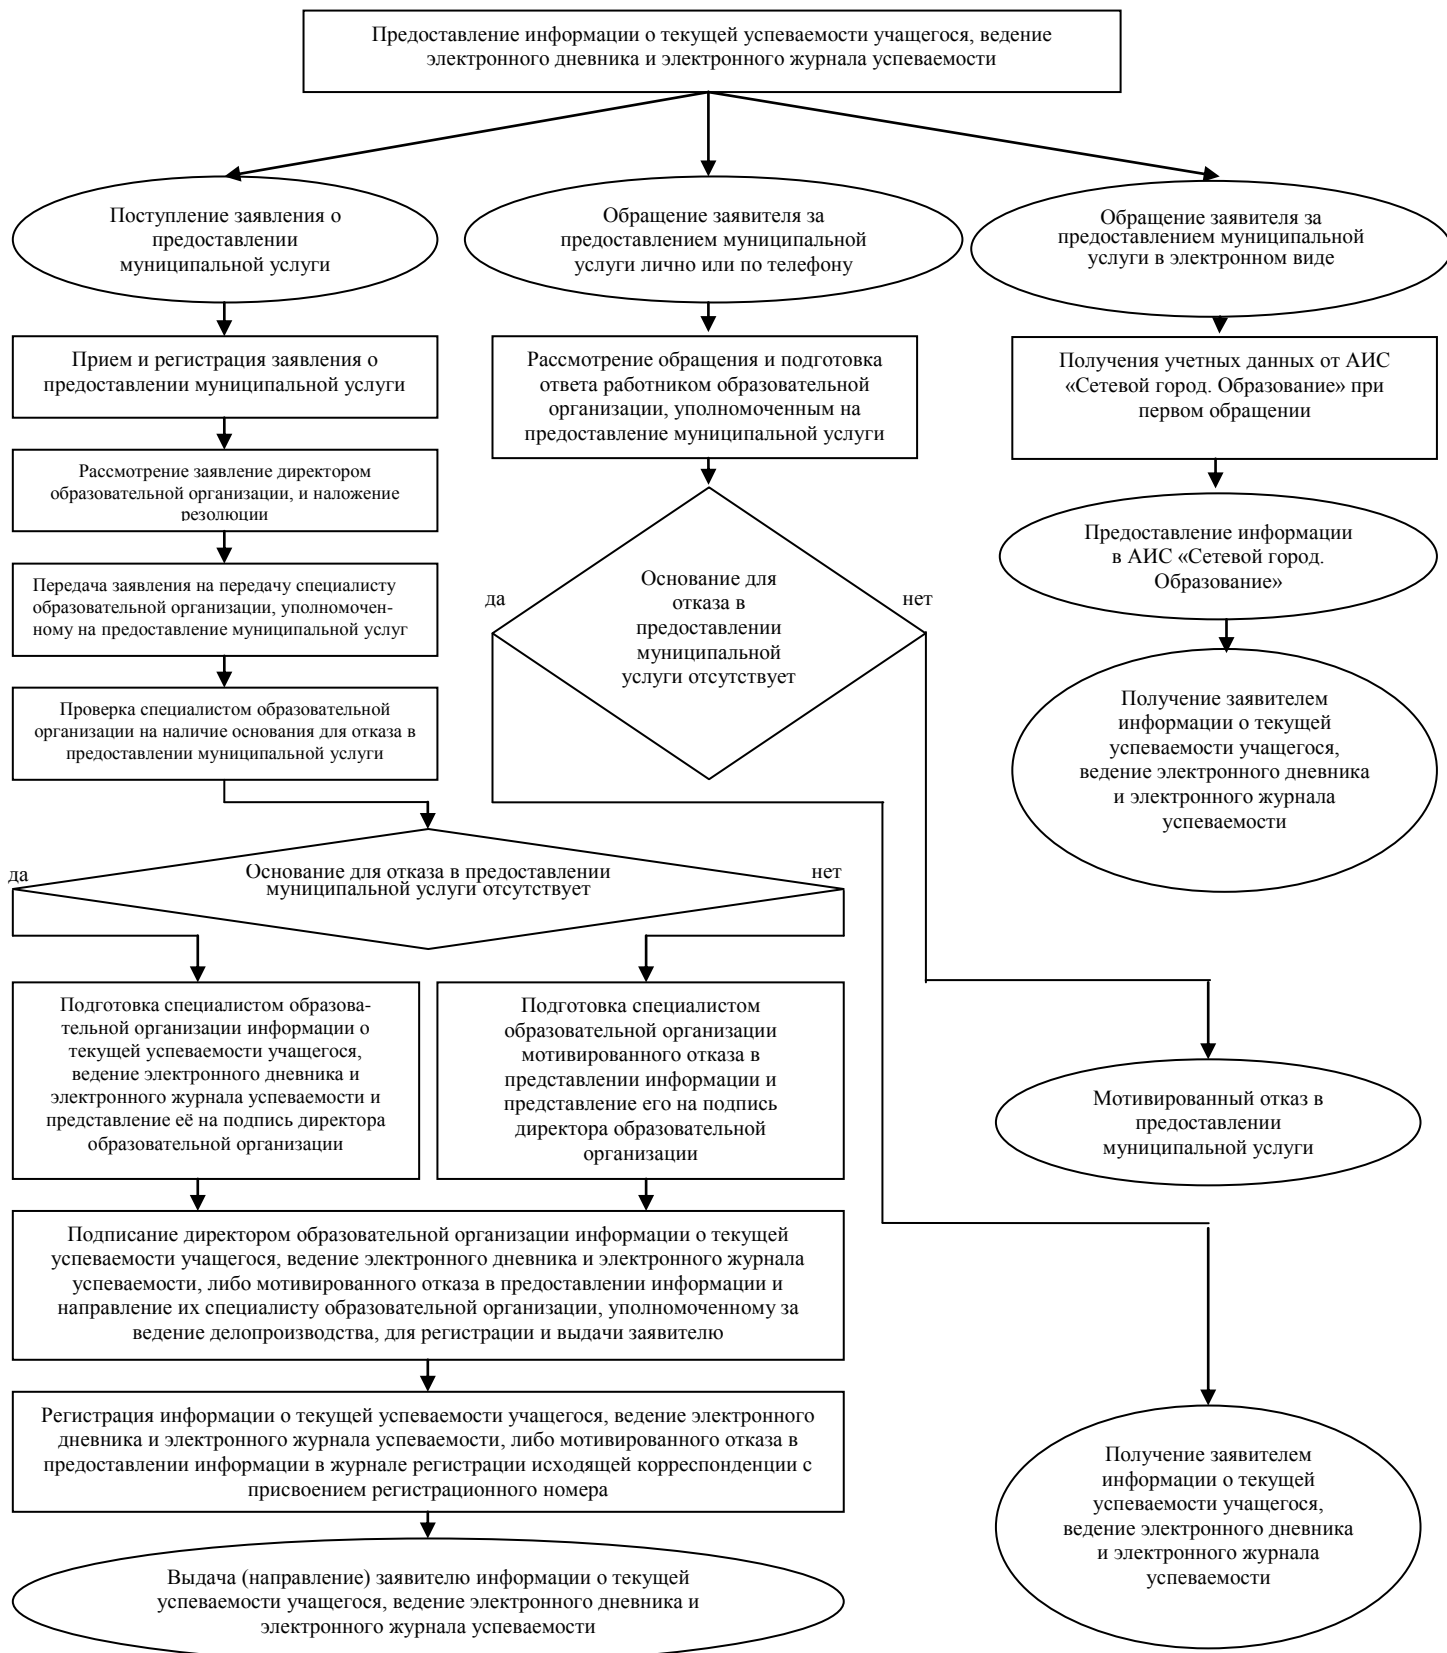 Предоставление информации о текущей успеваемости учащегося, ведение
электронного дневника и электронного журнала успеваемости
Поступление заявления о
предоставлении
муниципальной услуги
Обращение заявителя за
предоставлением муниципальной
услуги лично или по телефону
Обращение заявителя за
предоставлением муниципальной
услуги в электронном виде
Прием и регистрация заявления о
предоставлении муниципальной услуги
Рассмотрение обращения и подготовка
ответа работником образовательной
организации, уполномоченным на
предоставление муниципальной услуги
Получения учетных данных от АИС
«Сетевой город. Образование» при
первом обращении
Рассмотрение заявление директором
образовательной организации, и наложение
резолюции
Предоставление информации
в АИС «Сетевой город.
Образование»
Передача заявления на передачу специалисту
образовательной организации, уполномочен-
ному на предоставление муниципальной услуг
да
Основание для
отказа в
предоставлении
муниципальной
услуги отсутствует
нет
Проверка специалистом образовательной
организации на наличие основания для отказа в
предоставлении муниципальной услуги
Получение заявителем
информации о текущей
успеваемости учащегося,
ведение электронного дневника
и электронного журнала
успеваемости
да
Основание для отказа в предоставлении
муниципальной услуги отсутствует
нет
Подготовка специалистом образова-
тельной организации информации о
текущей успеваемости учащегося,
ведение электронного дневника и
электронного журнала успеваемости и
представление её на подпись директора
образовательной организации
Подготовка специалистом
образовательной организации
мотивированного отказа в
представлении информации и
представление его на подпись
директора образовательной
организации
Мотивированный отказ в
предоставлении
муниципальной услуги
Подписание директором образовательной организации информации о текущей
успеваемости учащегося, ведение электронного дневника и электронного журнала
успеваемости, либо мотивированного отказа в предоставлении информации и
направление их специалисту образовательной организации, уполномоченному за
ведение делопроизводства, для регистрации и выдачи заявителю
Регистрация информации о текущей успеваемости учащегося, ведение электронного
дневника и электронного журнала успеваемости, либо мотивированного отказа в
предоставлении информации в журнале регистрации исходящей корреспонденции с
присвоением регистрационного номера
Получение заявителем
информации о текущей
успеваемости учащегося,
ведение электронного дневника
и электронного журнала
успеваемости
Выдача (направление) заявителю информации о текущей
успеваемости учащегося, ведение электронного дневника и
электронного журнала успеваемости